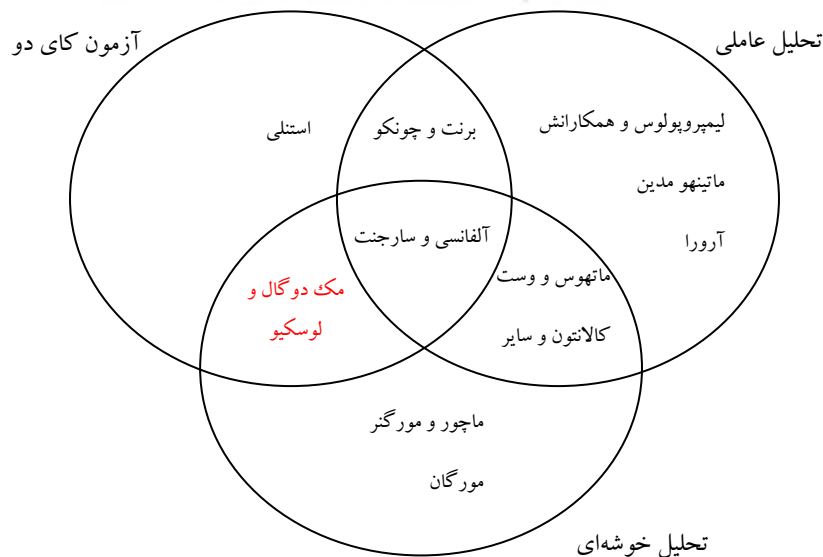 آزمون کای دو
تحلیل عاملی
استنلی
برنت و چونکو
لیمپروپولوس و همکارانش
ماتینهو مدین
آرورا
آلفانسی و سارجنت
مک دوگال و
لوسکیو
ماتهوس و وست
کالانتون و سایر
ماچور و مورگنر
مورگان
تحلیل خوشه‌ای